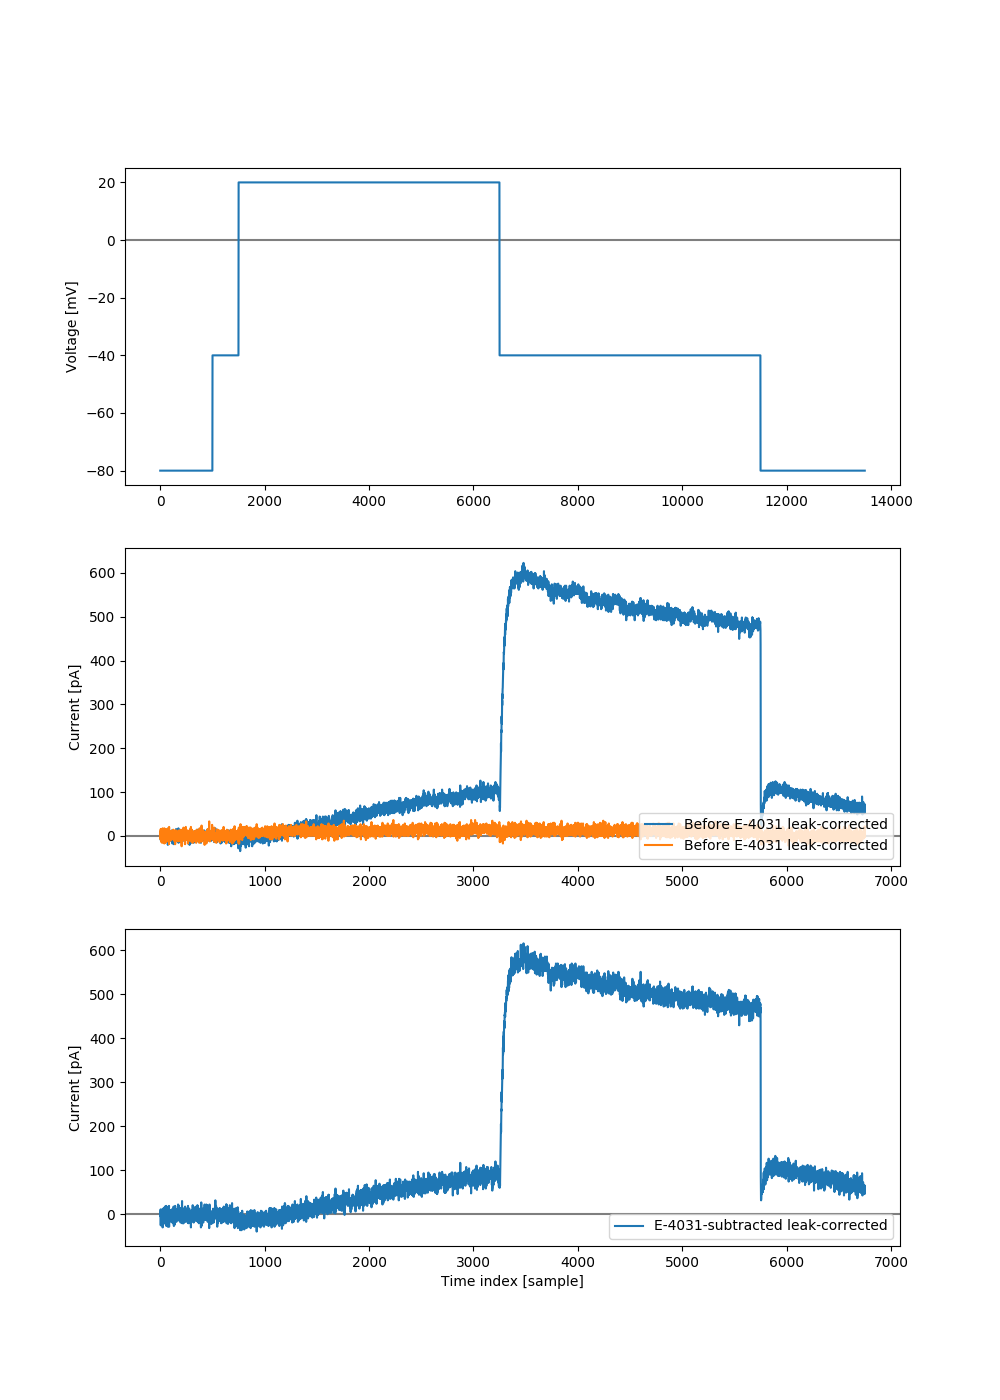 20
0
−20
−40
−60
−80
Voltage [mV]
0 2000 4000 6000 8000 10000 12000 14000
600
500
400
300
200
100
0
Current [pA]
Before E-4031 leak-corrected
Before E-4031 leak-corrected
0 1000 2000 3000 4000 5000 6000 7000
600
500
400
300
200
100
0
Current [pA]
E-4031-subtracted leak-corrected
0 1000 2000 3000 4000 5000 6000 7000
Time index [sample]